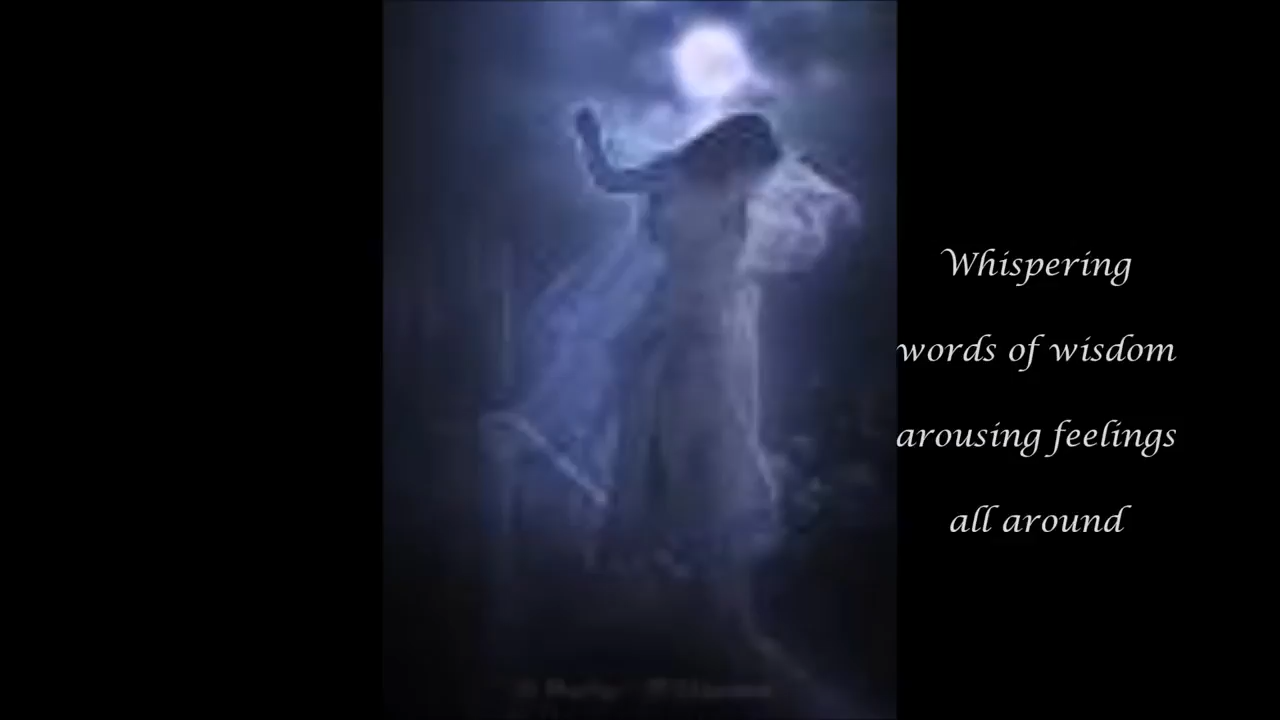 Whispering
words of wisdom
arousing feelings
all around